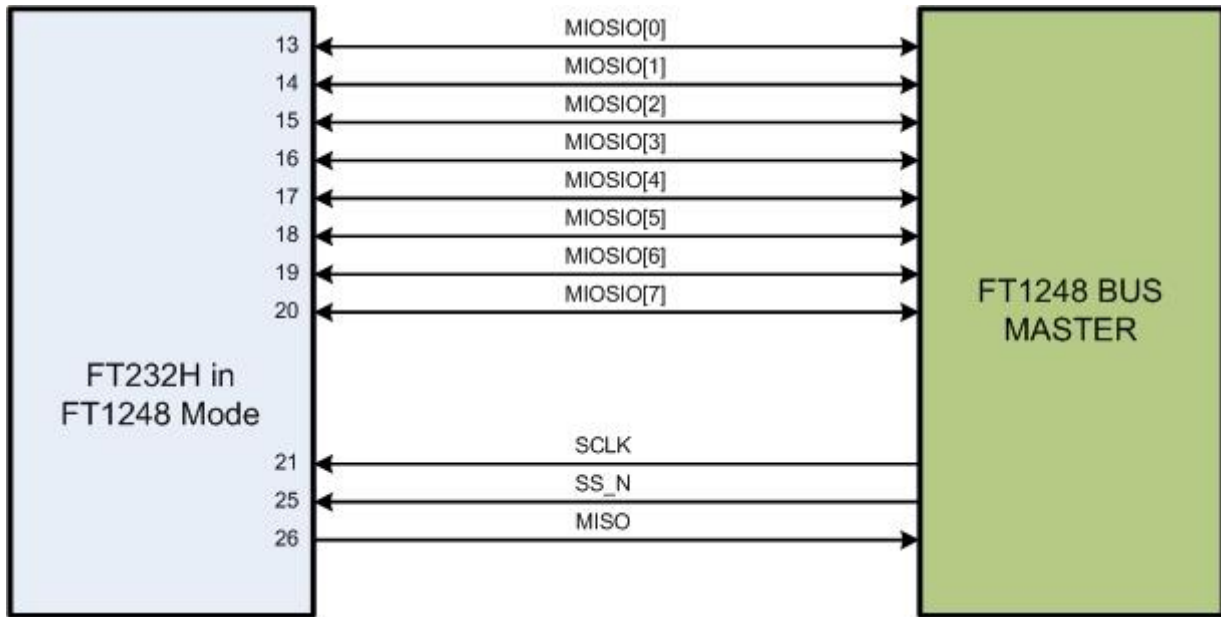 13
MIOSIO[0]
14
MIOSIO[1]
15
MIOSIO[2]
16
MIOSIO[3]
17
MIOSIO[4]
18
MIOSIO[5]
19
MIOSIO[6]
20
MIOSIO[7]
FT232H in
FT1248 Mode
21
SCLK
25
SS_N
26
MISO
FT1248 BUS
MASTER